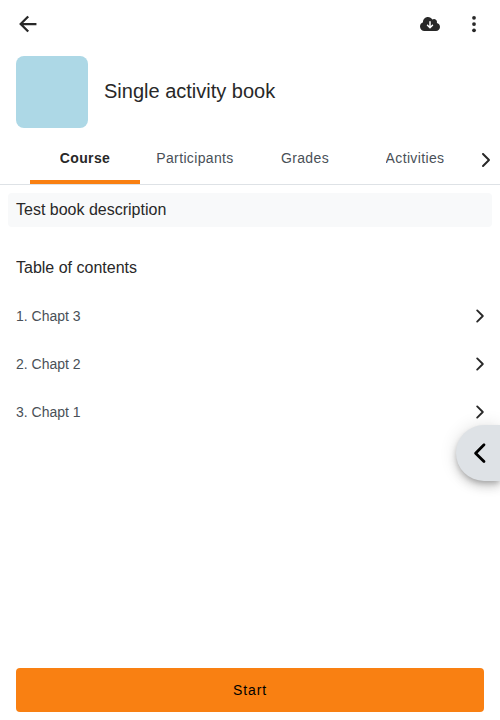 Single activity book
Course Participants Grades Activities
Test book description
Table of contents
1. Chapt 3
2. Chapt 2
3. Chapt 1
Start